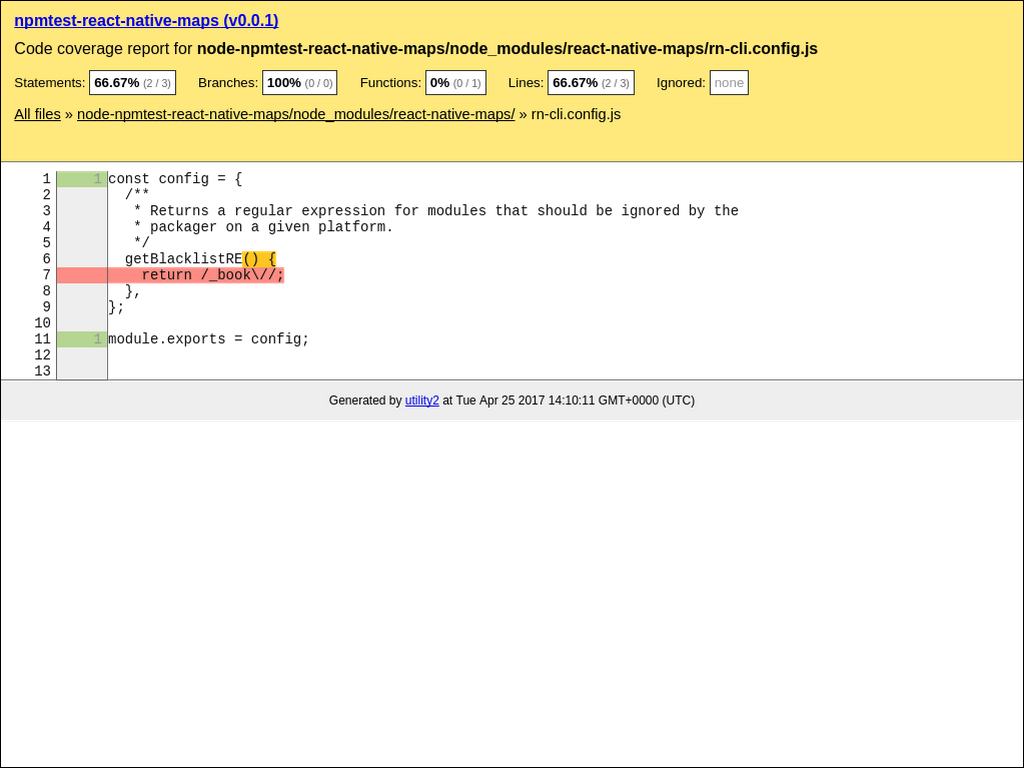 npmtest-react-native-maps (v0.0.1)
Code coverage report for node-npmtest-react-native-maps/node_modules/react-native-maps/rn-cli.config.js
Statements: 66.67% (2 / 3) Branches: 100% (0 / 0) Functions: 0% (0 / 1) Lines: 66.67% (2 / 3) Ignored: none
All files » node-npmtest-react-native-maps/node_modules/react-native-maps/ » rn-cli.config.js
1 1 const config = {
2   /**
3    * Returns a regular expression for modules that should be ignored by the
4    * packager on a given platform.
5    */
6   getBlacklistRE() {
7     return /_book\//;
8   },
9 };
10
11 1 module.exports = config;
12
13
Generated by utility2 at Tue Apr 25 2017 14:10:11 GMT+0000 (UTC)